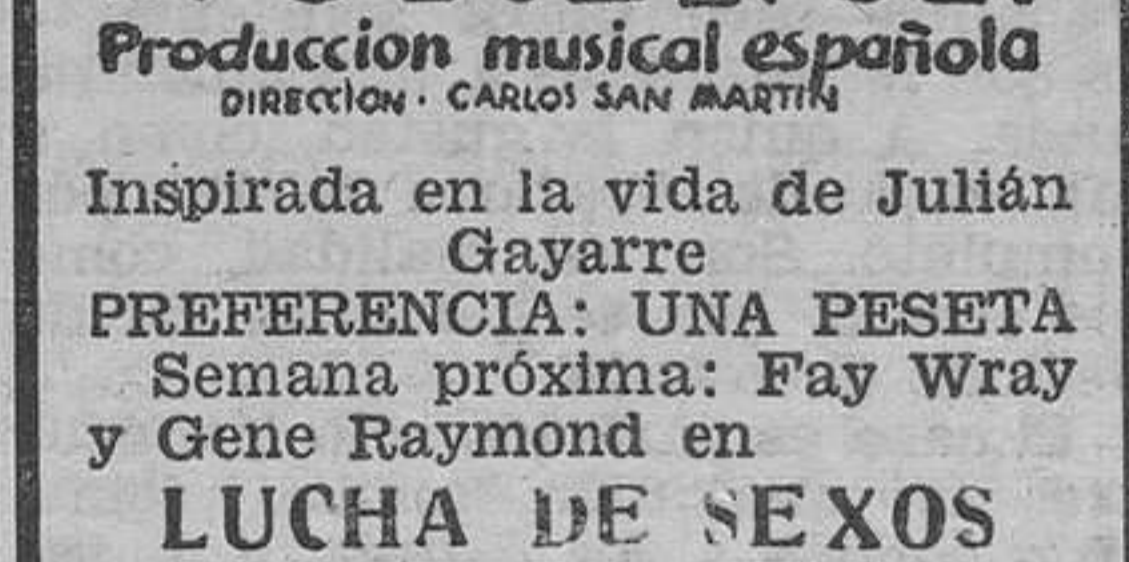 Produccion musical española
DIRECCION · CARLOS SAN MARTIN
Inspirada en la vida de Julián
Gayarre
PREFERENCIA: UNA PESETA
Semana próxima: Fay Wray
y Gene Raymond en
LUCHA DE SEXOS